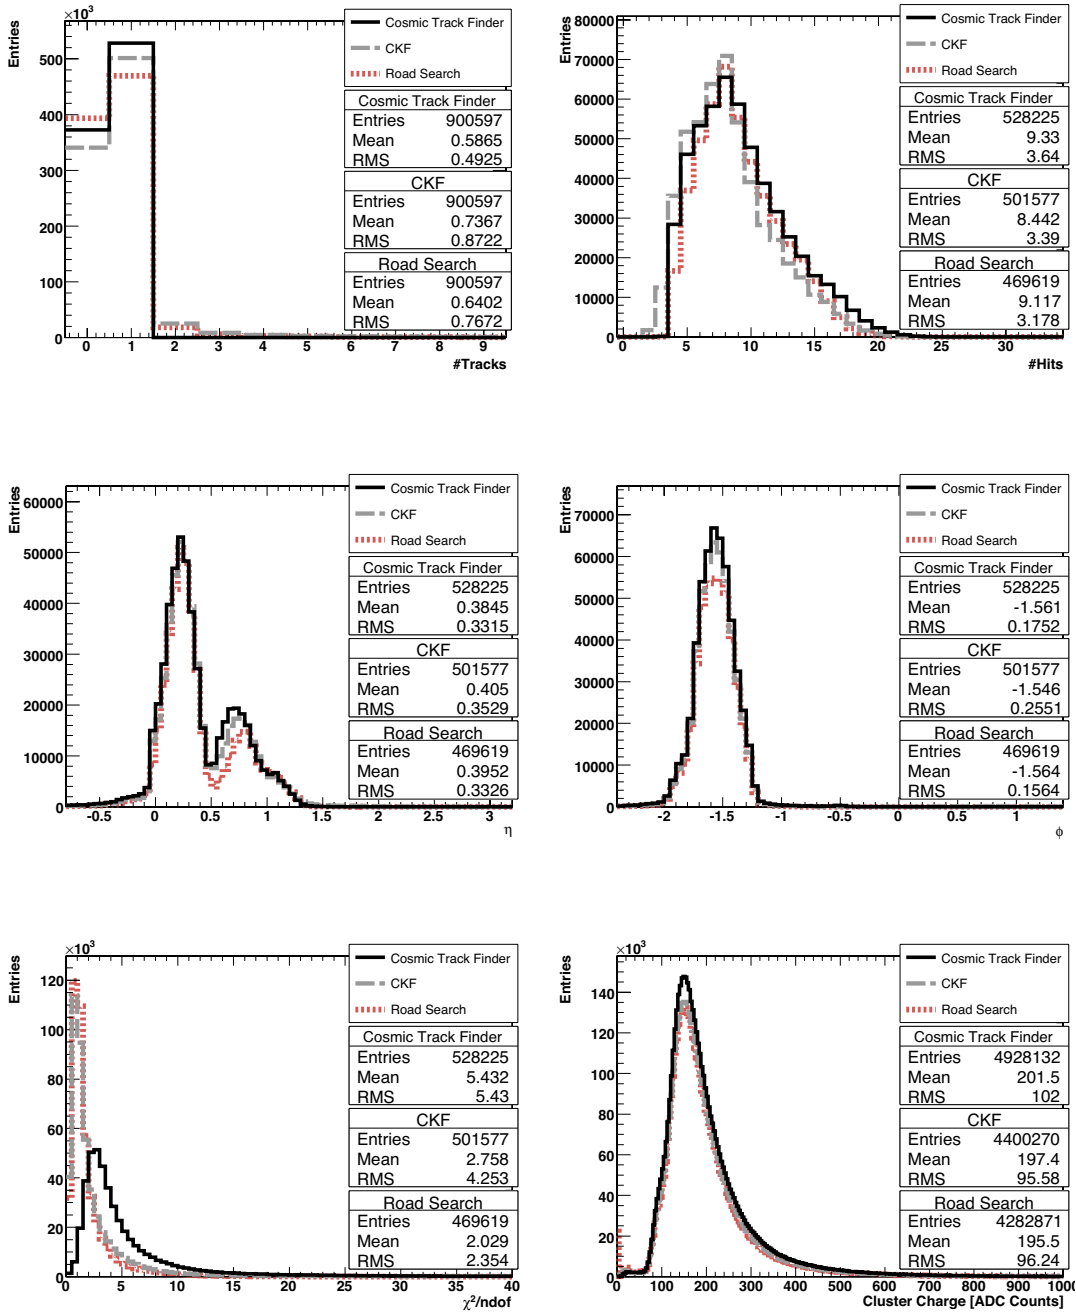 ×10³
Entries
500
400
300
200
100
0
0 1 2 3 4 5 6 7 8 9
#Tracks
Cosmic Track Finder
CKF
Road Search
Cosmic Track Finder
Entries 900597
Mean 0.5865
RMS 0.4925
CKF
Entries 900597
Mean 0.7367
RMS 0.8722
Road Search
Entries 900597
Mean 0.6402
RMS 0.7672
Entries
80000
70000
60000
50000
40000
30000
20000
10000
0
0 5 10 15 20 25 30
#Hits
Cosmic Track Finder
CKF
Road Search
Cosmic Track Finder
Entries 528225
Mean 9.33
RMS 3.64
CKF
Entries 501577
Mean 8.442
RMS 3.39
Road Search
Entries 469619
Mean 9.117
RMS 3.178
Entries
60000
50000
40000
30000
20000
10000
0
-0.5 0 0.5 1 1.5 2 2.5 3
η
Cosmic Track Finder
CKF
Road Search
Cosmic Track Finder
Entries 528225
Mean 0.3845
RMS 0.3315
CKF
Entries 501577
Mean 0.405
RMS 0.3529
Road Search
Entries 469619
Mean 0.3952
RMS 0.3326
Entries
70000
60000
50000
40000
30000
20000
10000
0
-2 -1.5 -1 -0.5 0 0.5 1
ϕ
Cosmic Track Finder
CKF
Road Search
Cosmic Track Finder
Entries 528225
Mean -1.561
RMS 0.1752
CKF
Entries 501577
Mean -1.546
RMS 0.2551
Road Search
Entries 469619
Mean -1.564
RMS 0.1564
×10³
Entries
120
100
80
60
40
20
0
0 5 10 15 20 25 30 35 40
χ²/ndof
Cosmic Track Finder
CKF
Road Search
Cosmic Track Finder
Entries 528225
Mean 5.432
RMS 5.43
CKF
Entries 501577
Mean 2.758
RMS 4.253
Road Search
Entries 469619
Mean 2.029
RMS 2.354
×10³
Entries
140
120
100
80
60
40
20
0
0 100 200 300 400 500 600 700 800 900 1000
Cluster Charge [ADC Counts]
Cosmic Track Finder
CKF
Road Search
Cosmic Track Finder
Entries 4928132
Mean 201.5
RMS 102
CKF
Entries 4400270
Mean 197.4
RMS 95.58
Road Search
Entries 4282871
Mean 195.5
RMS 96.24